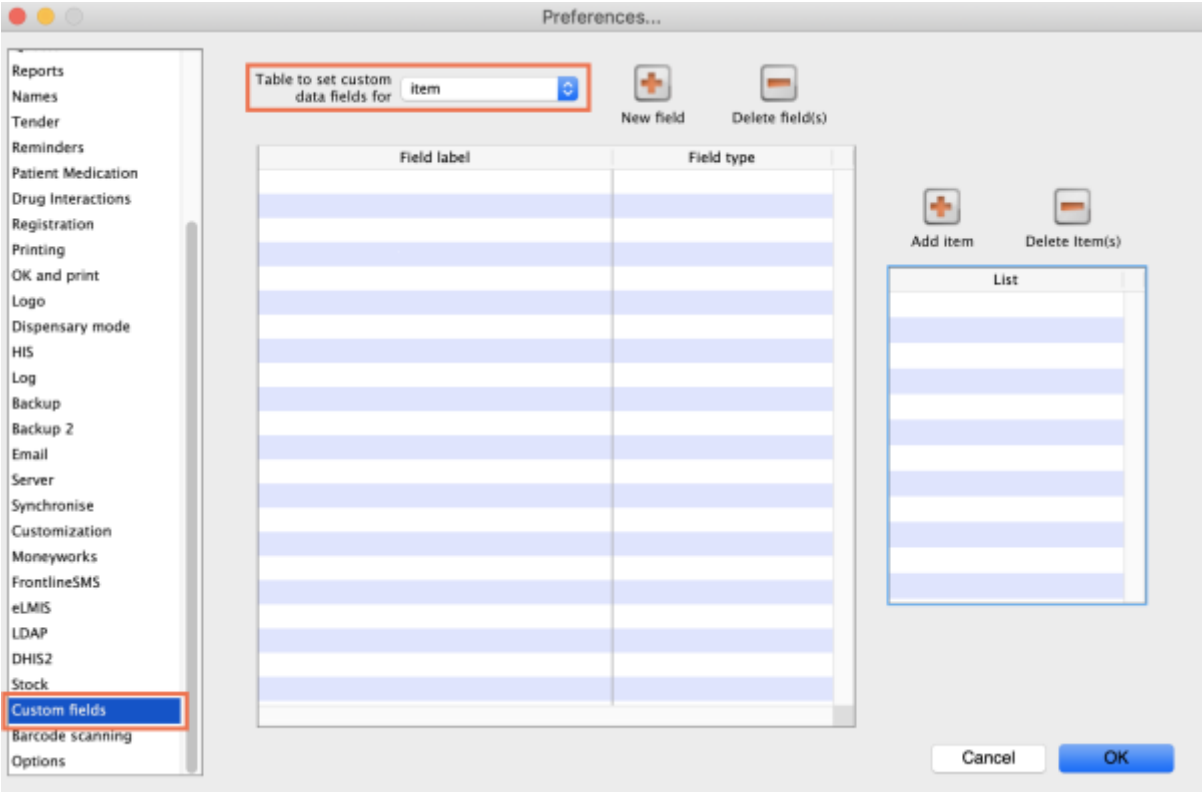 Preferences...
Reports
Names
Tender
Reminders
Patient Medication
Drug Interactions
Registration
Printing
OK and print
Logo
Dispensary mode
HIS
Log
Backup
Backup 2
Email
Server
Synchronise
Customization
Moneyworks
FrontlineSMS
eLMIS
LDAP
DHIS2
Stock
Custom fields
Barcode scanning
Options
Table to set custom
data fields for
item
New field
Delete field(s)
Field label
Field type
Add item
Delete Item(s)
List
Cancel
OK